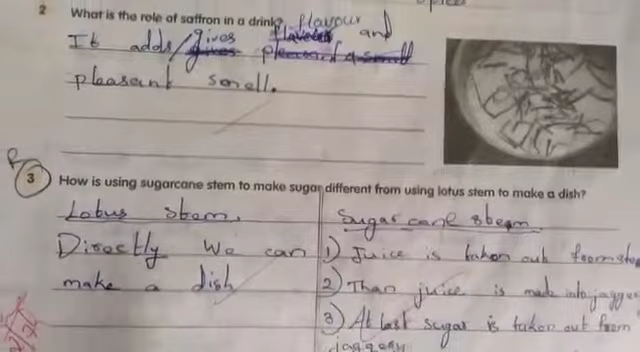 2 What is the role of saffron in a drink? flavour and
It adds/gives pleasant smell
pleasant smell.
3 How is using sugarcane stem to make sugar different from using lotus stem to make a dish?
Lotus stem.
Directly we can
make a dish
Sugar cane stem
1) Juice is taken out from stem
2) Than juice is made into jaggery
3) At last sugar is taken out from
jaggery